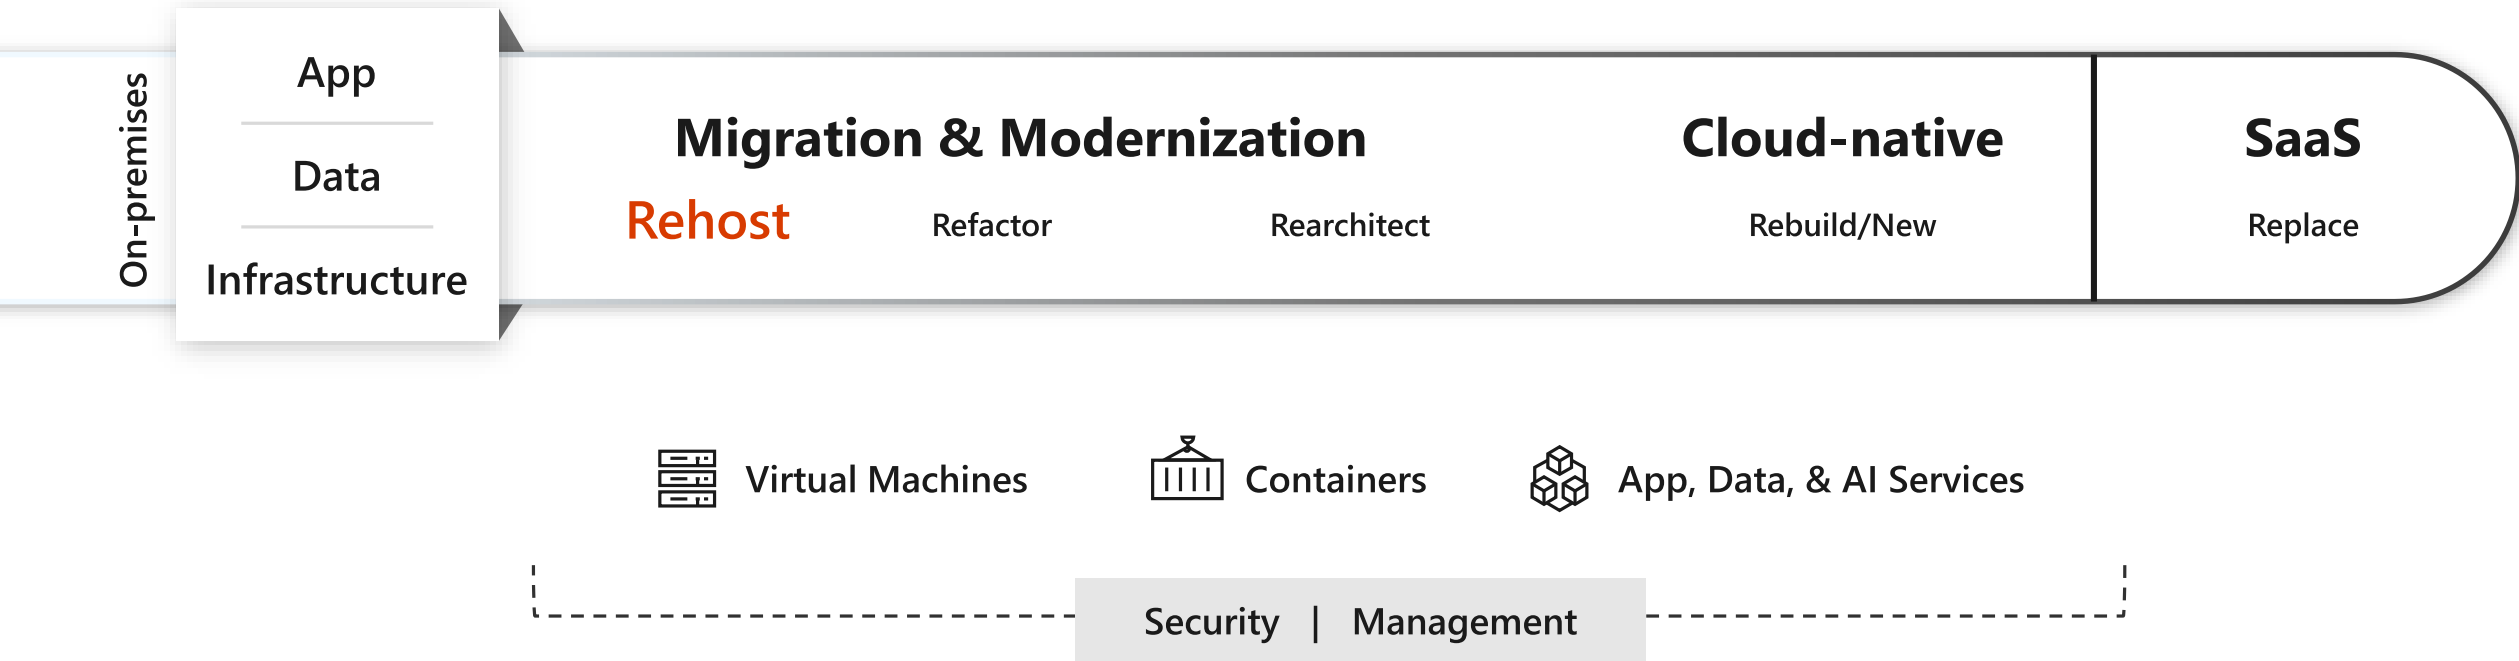 On-premises
App
Data
Infrastructure
Migration & Modernization
Rehost
Refactor
Rearchitect
Cloud-native
Rebuild/New
SaaS
Replace
Virtual Machines
Containers
App, Data, & AI Services
Security | Management